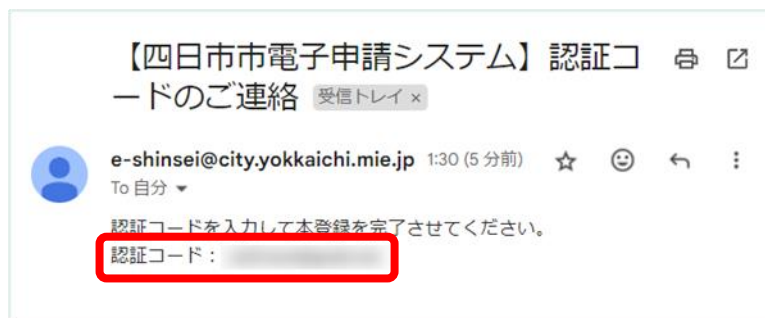 【四日市市電子申請システム】認証コ
ードのご連絡 受信トレイ ×
e-shinsei@city.yokkaichi.mie.jp 1:30 (5 分前)
To 自分
認証コードを入力して本登録を完了させてください。
認証コード：